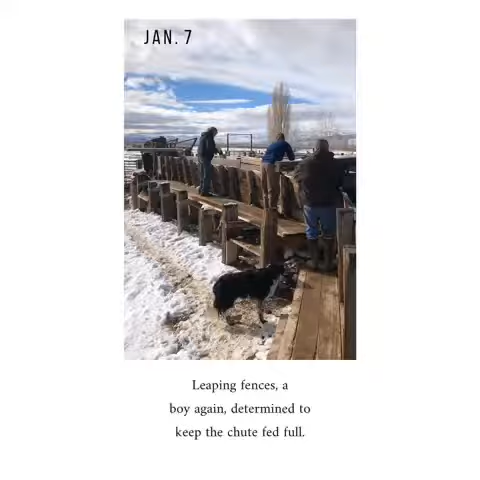 JAN. 7
Leaping fences, a
boy again, determined to
keep the chute fed full.